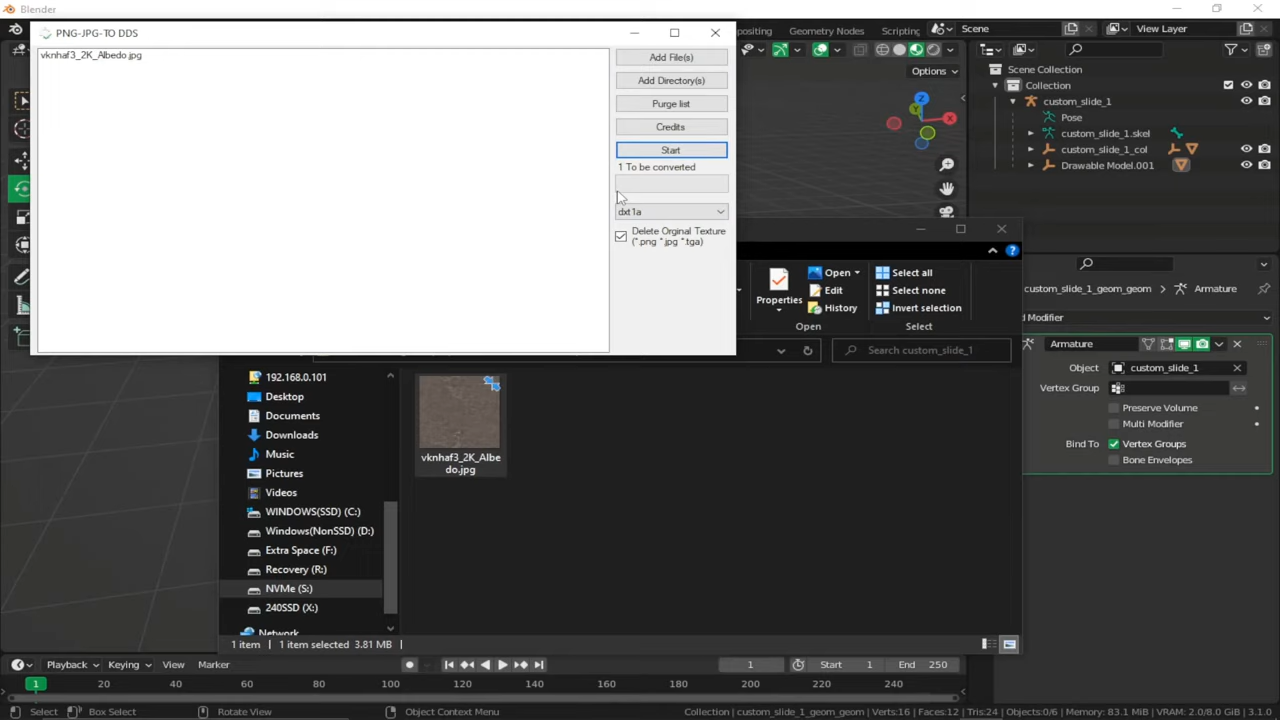 Blender
PNG-JPG-TO DDS
vknhaf3_2K_Albedo.jpg
Add File(s)
Add Directory(s)
Purge list
Credits
Start
1 To be converted
dxt1a
Delete Orginal Texture
(*.png *.jpg *.tga)
positing
Geometry Nodes
Scripting
Scene
View Layer
Options
Scene Collection
Collection
custom_slide_1
Pose
custom_slide_1.skel
custom_slide_1_col
Drawable Model.001
X
Y
Z
Properties
Open
Edit
History
Open
Select all
Select none
Invert selection
Select
Search custom_slide_1
192.168.0.101
Desktop
Documents
Downloads
Music
Pictures
Videos
WINDOWS(SSD) (C:)
Windows(NonSSD) (D:)
Extra Space (F:)
Recovery (R:)
NVMe (S:)
240SSD (X:)
Network
vknhaf3_2K_Albe
do.jpg
1 item
1 item selected 3.81 MB
custom_slide_1_geom_geom
Armature
d Modifier
Armature
Object
custom_slide_1
Vertex Group
Preserve Volume
Multi Modifier
Bind To
Vertex Groups
Bone Envelopes
Playback
Keying
View
Marker
1
Start 1
End 250
1 20 40 60 80 100 120 140 160 180 200 220 240
Select
Box Select
Rotate View
Object Context Menu
Collection | custom_slide_1_geom_geom | Verts:16 | Faces:12 | Tris:24 | Objects:0/6 | Memory: 83.1 MiB | VRAM: 2.0/8.0 GiB | 3.1.0